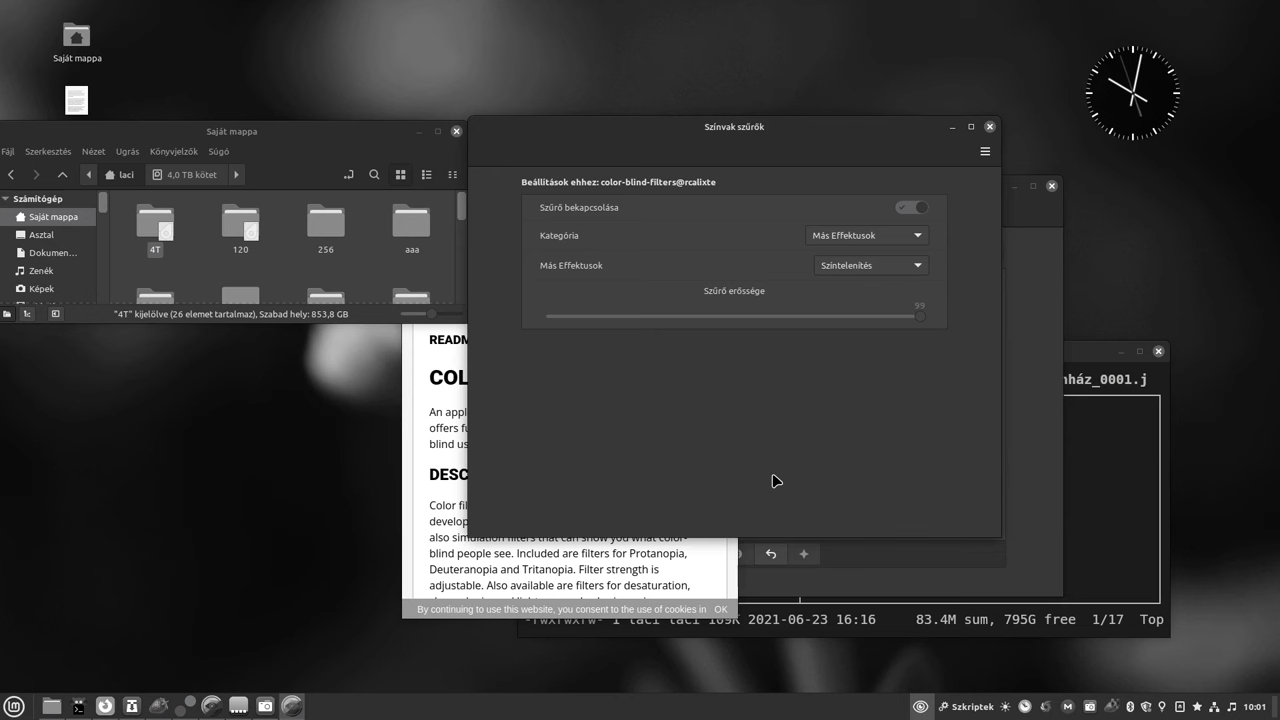 Saját mappa
Saját mappa
Fájl Szerkesztés Nézet Ugrás Könyvjelzők Súgó
laci 4,0 TB kötet
Számítógép
Saját mappa
Asztal
Dokumen...
Zenék
Képek
4T 120 256 aaa
"4T" kijelölve (26 elemet tartalmaz), Szabad hely: 853,8 GB
Színvak szűrők
Beállítások ehhez: color-blind-filters@rcalixte
Szűrő bekapcsolása
Kategória Más Effektusok
Más Effektusok Színtelenítés
Szűrő erőssége
99
READM
COL
An appl
offers fu
blind us
DESC
Color fil
develop
also simulation filters that can show you what color-
blind people see. Included are filters for Protanopia,
Deuteranopia and Tritanopia. Filter strength is
adjustable. Also available are filters for desaturation,
By continuing to use this website, you consent to the use of cookies in OK
nház_0001.j
-rwxrwxrw- 1 laci laci 109K 2021-06-23 16:16 83.4M sum, 795G free 1/17 Top
Szkriptek 10:01